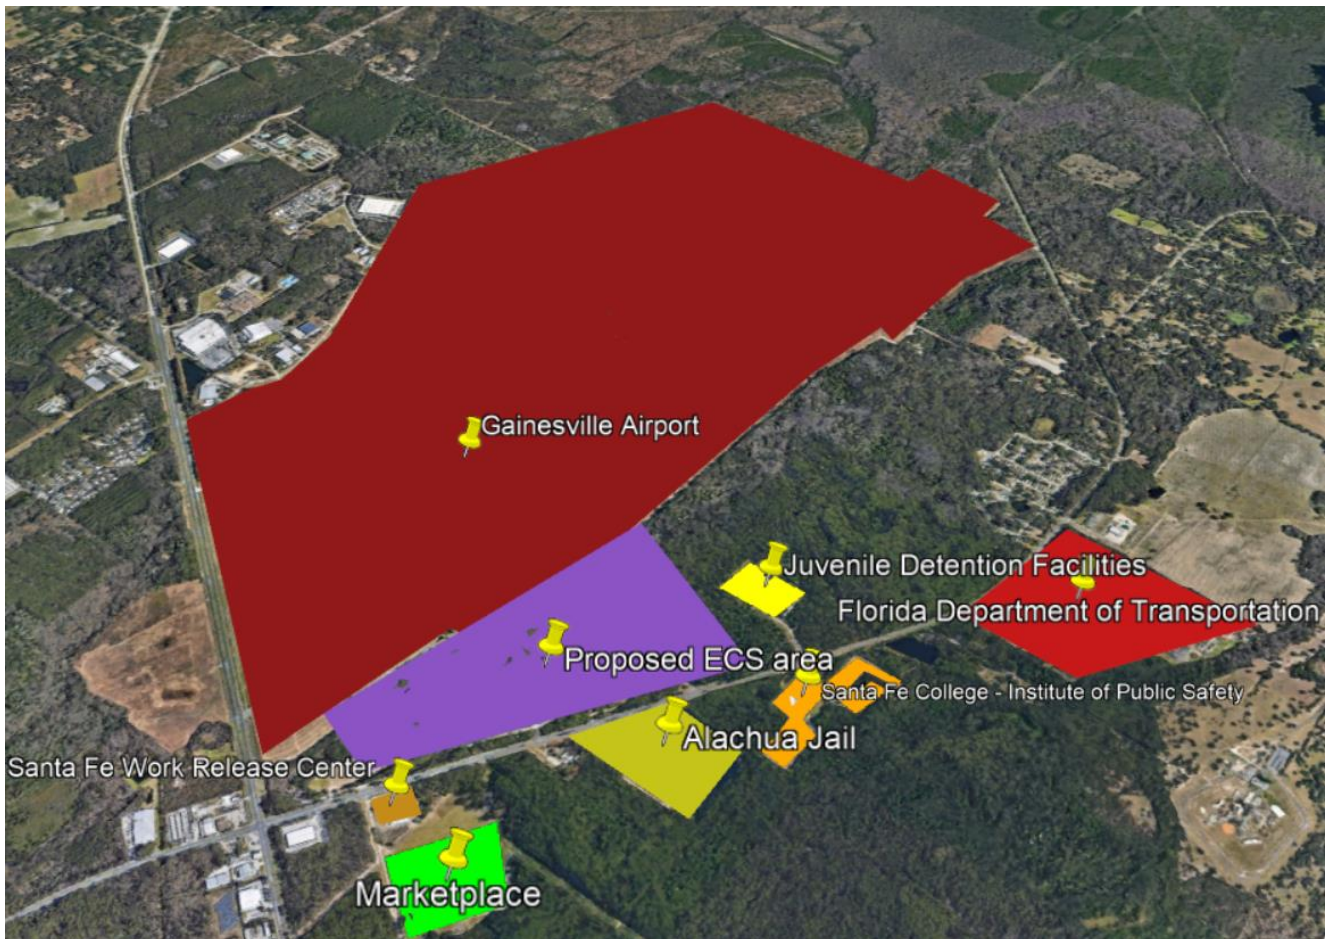 Gainesville Airport
Juvenile Detention Facilities
Florida Department of Transportation
Proposed ECS area
Santa Fe College - Institute of Public Safety
Alachua Jail
Santa Fe Work Release Center
Marketplace